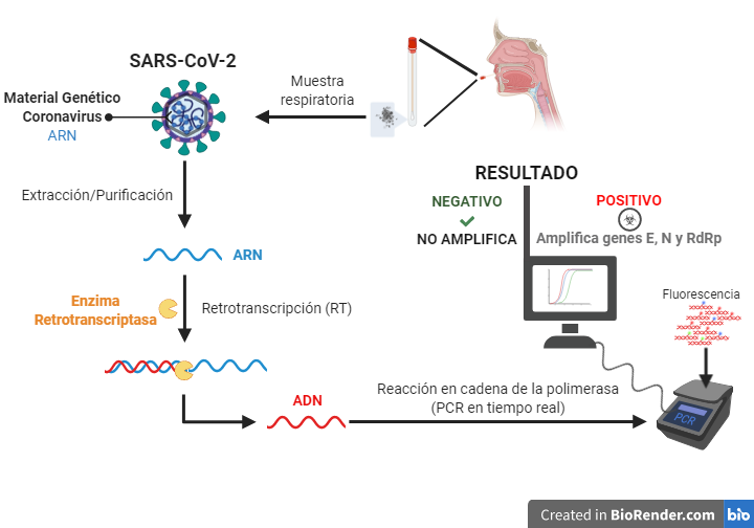 SARS-CoV-2
Muestra
respiratoria
Material Genético
Coronavirus
ARN
Extracción/Purificación
RESULTADO
NEGATIVO
NO AMPLIFICA
POSITIVO
Amplifica genes E, N y RdRp
ARN
Enzima
Retrotranscriptasa
Retrotranscripción (RT)
Fluorescencia
ADN
Reacción en cadena de la polimerasa
(PCR en tiempo real)
PCR
Created in BioRender.com bio